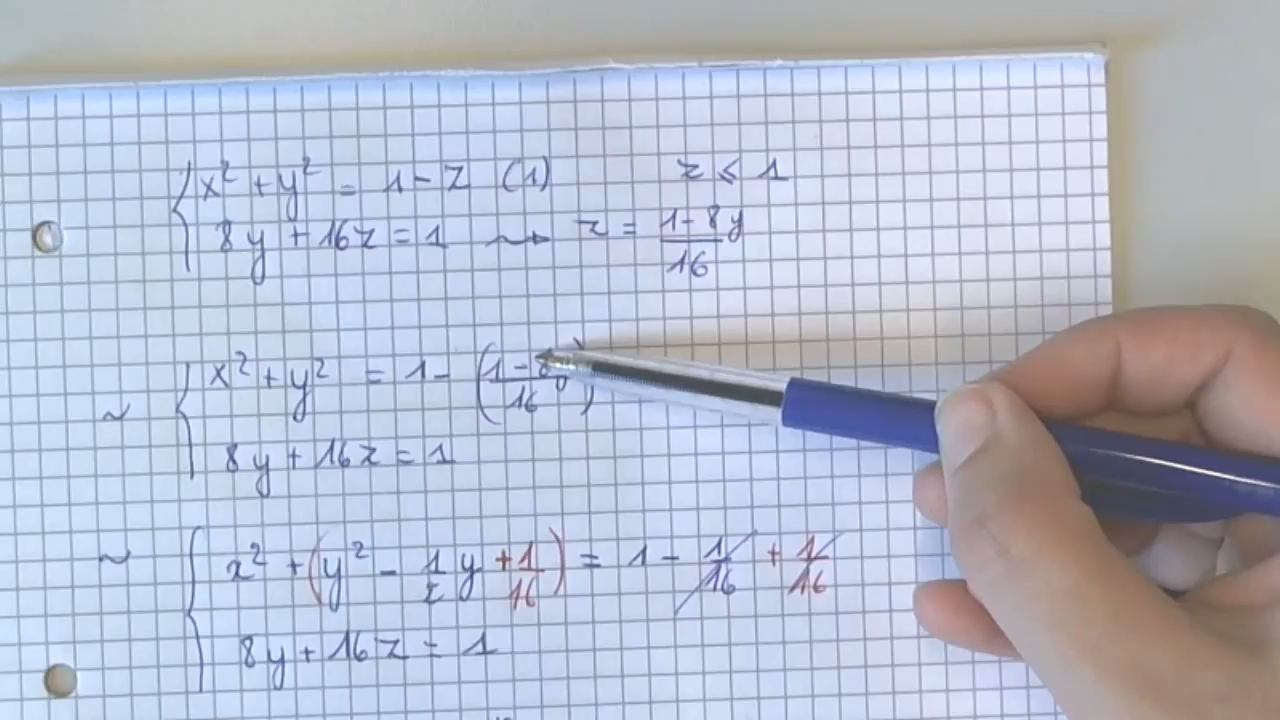 { x² + y² = 1 - z (1) z ≤ 1
8y + 16z = 1 ⇝ z = (1 - 8y)/16
~ { x² + y² = 1 - ((1 - 8y)/16)
8y + 16z = 1
~ { x² + (y² - 1/2 y + 1/16) = 1 - 1/16 + 1/16
8y + 16z = 1